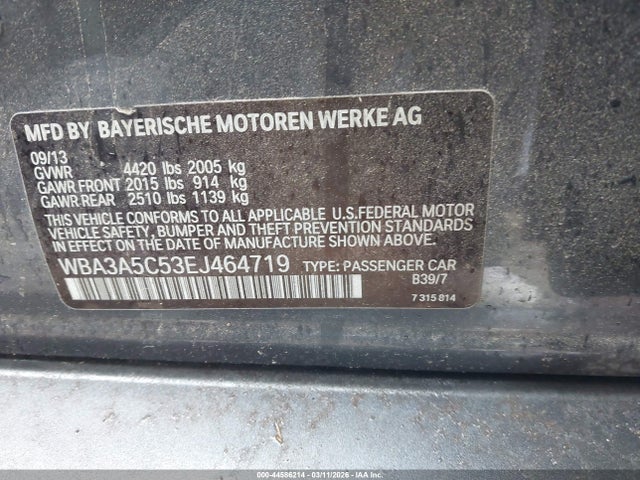 MFD BY BAYERISCHE MOTOREN WERKE AG
09/13
GVWR 4420 lbs 2005 kg
GAWR FRONT 2015 lbs 914 kg
GAWR REAR 2510 lbs 1139 kg
THIS VEHICLE CONFORMS TO ALL APPLICABLE U.S.FEDERAL MOTOR
VEHICLE SAFETY, BUMPER AND THEFT PREVENTION STANDARDS
IN EFFECT ON THE DATE OF MANUFACTURE SHOWN ABOVE.
WBA3A5C53EJ464719 TYPE: PASSENGER CAR
B39/7
7 315 814
000-44586214 - 03/11/2026 - IAA Inc.